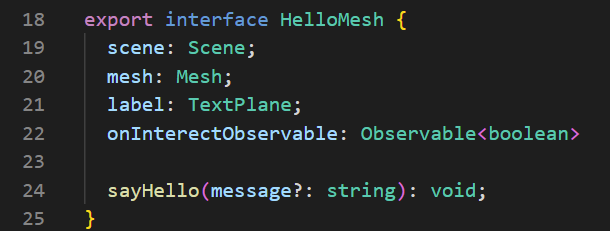 18 export interface HelloMesh {
19 scene: Scene;
20 mesh: Mesh;
21 label: TextPlane;
22 onInterectObservable: Observable<boolean>
23
24 sayHello(message?: string): void;
25 }